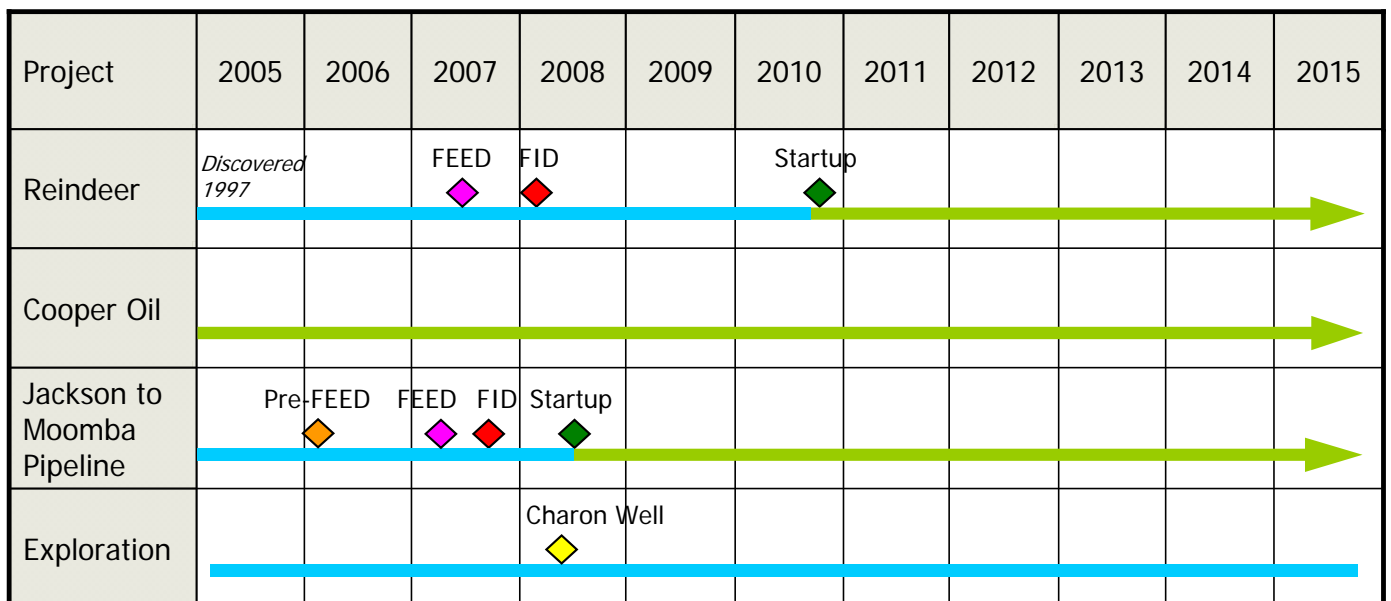 Project 2005 2006 2007 2008 2009 2010 2011 2012 2013 2014 2015
Reindeer
Discovered
1997
FEED FID Startup
Cooper Oil
Jackson to
Moomba
Pipeline
Pre-FEED FEED FID Startup
Exploration
Charon Well